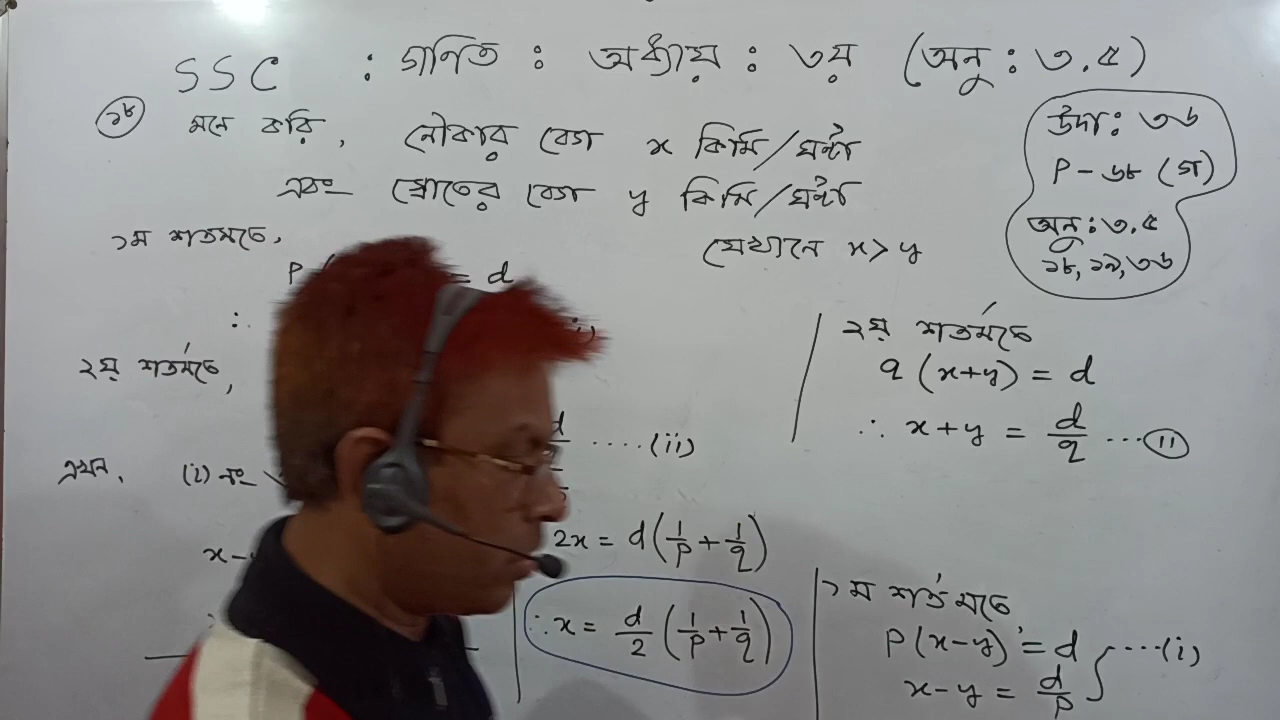 SSC : গণিত : অধ্যায় : ৩য় (অনু : ৩.৫)
১৮ মনে করি, নৌকার বেগ x কিমি/ঘন্টা
এবং স্রোতের বেগ y কিমি/ঘন্টা
যেখানে x > y
উদা : ৩৬
P - ৬৮ (গ)
অনু : ৩.৫
১৮, ১৯, ৩৬
১ম শর্তমতে,
P( = d
∴ i)
২য় শর্তমতে,
d ....(ii)
এখন, (i) নং
x -
2x = d(1/p + 1/q)
∴ x = d/2 (1/p + 1/q)
২য় শর্তমতে
q (x+y) = d
∴ x + y = d/q ... ii
১ম শর্তমতে,
P(x-y) = d
x - y = d/p ....(i)